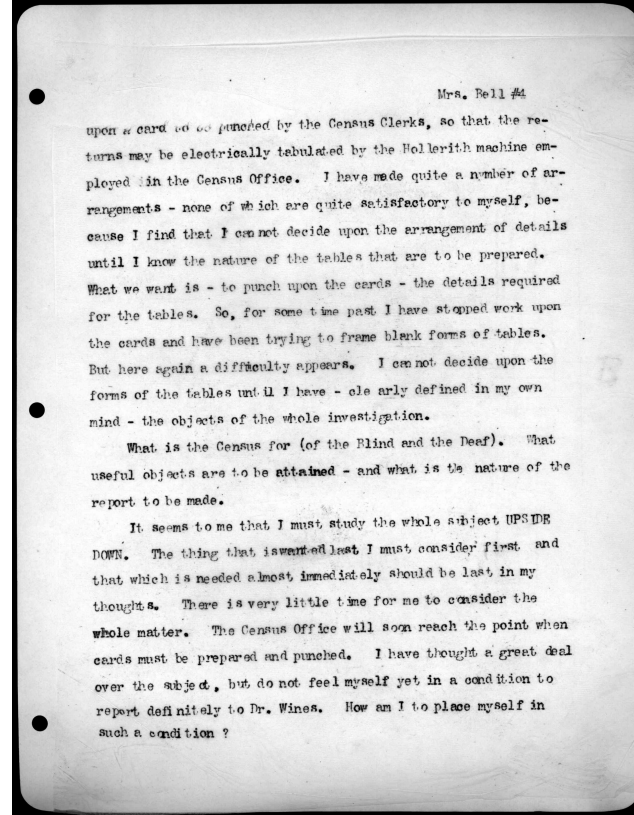 Mrs. Bell #4
upon a card to be punched by the Census Clerks, so that the re-
turns may be electrically tabulated by the Hollerith machine em-
ployed in the Census Office. I have made quite a number of ar-
rangements - none of which are quite satisfactory to myself, be-
cause I find that I cannot decide upon the arrangement of details
until I know the nature of the tables that are to be prepared.
What we want is - to punch upon the cards - the details required
for the tables. So, for some time past I have stopped work upon
the cards and have been trying to frame blank forms of tables.
But here again a difficulty appears. I cannot decide upon the
forms of the tables until I have - clearly defined in my own
mind - the objects of the whole investigation.
What is the Census for (of the Blind and the Deaf). What
useful objects are to be attained - and what is the nature of the
report to be made.
It seems to me that I must study the whole subject UPSIDE
DOWN. The thing that is wanted last I must consider first and
that which is needed almost immediately should be last in my
thoughts. There is very little time for me to consider the
whole matter. The Census Office will soon reach the point when
cards must be prepared and punched. I have thought a great deal
over the subject, but do not feel myself yet in a condition to
report definitely to Dr. Wines. How am I to place myself in
such a condition ?